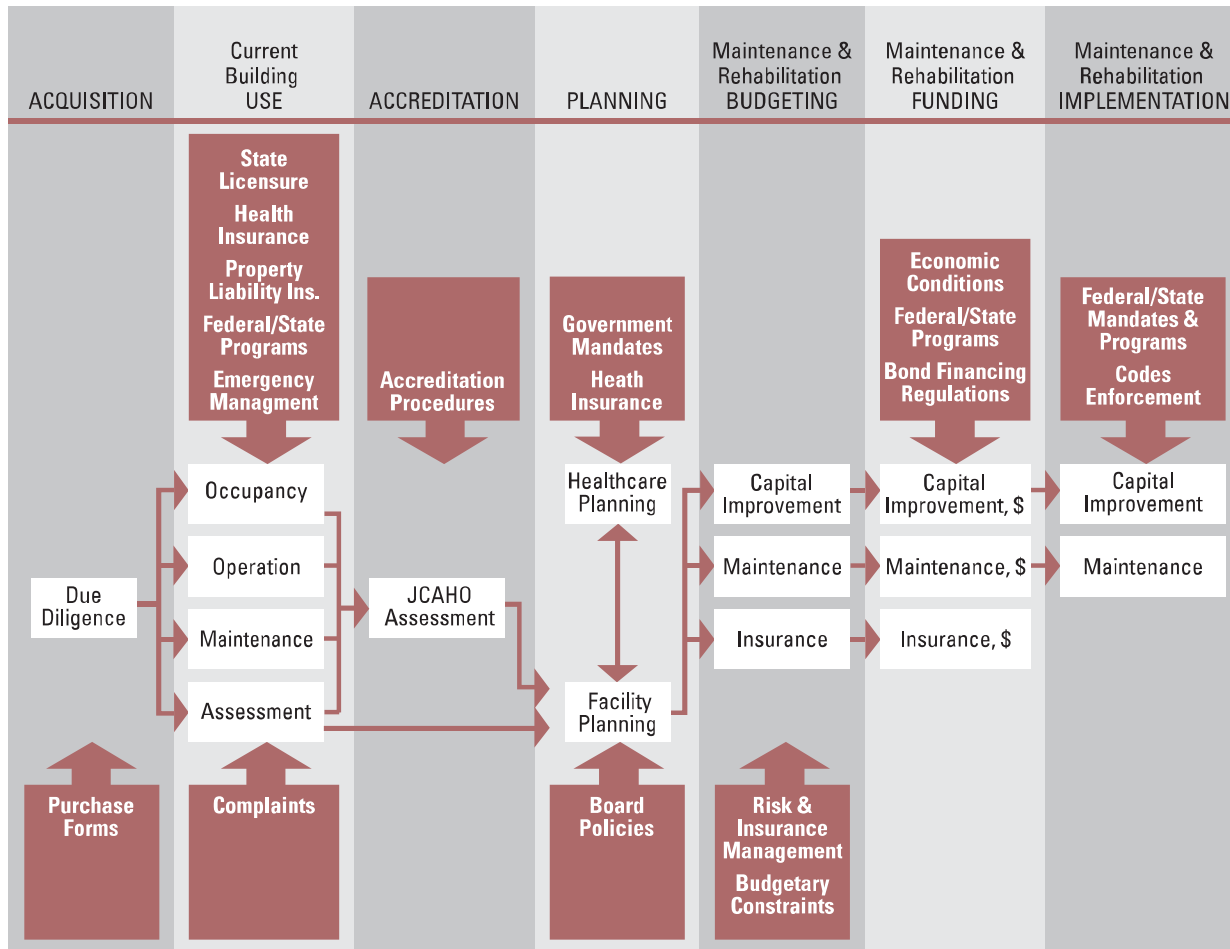 ACQUISITION
Current
Building
USE
ACCREDITATION
PLANNING
Maintenance &
Rehabilitation
BUDGETING
Maintenance &
Rehabilitation
FUNDING
Maintenance &
Rehabilitation
IMPLEMENTATION
State
Licensure
Health
Insurance
Property
Liability Ins.
Federal/State
Programs
Emergency
Managment
Accreditation
Procedures
Government
Mandates
Heath
Insurance
Economic
Conditions
Federal/State
Programs
Bond Financing
Regulations
Federal/State
Mandates &
Programs
Codes
Enforcement
Due
Diligence
Occupancy
Operation
Maintenance
Assessment
JCAHO
Assessment
Healthcare
Planning
Facility
Planning
Capital
Improvement
Maintenance
Insurance
Capital
Improvement, $
Maintenance, $
Insurance, $
Capital
Improvement
Maintenance
Purchase
Forms
Complaints
Board
Policies
Risk &
Insurance
Management
Budgetary
Constraints